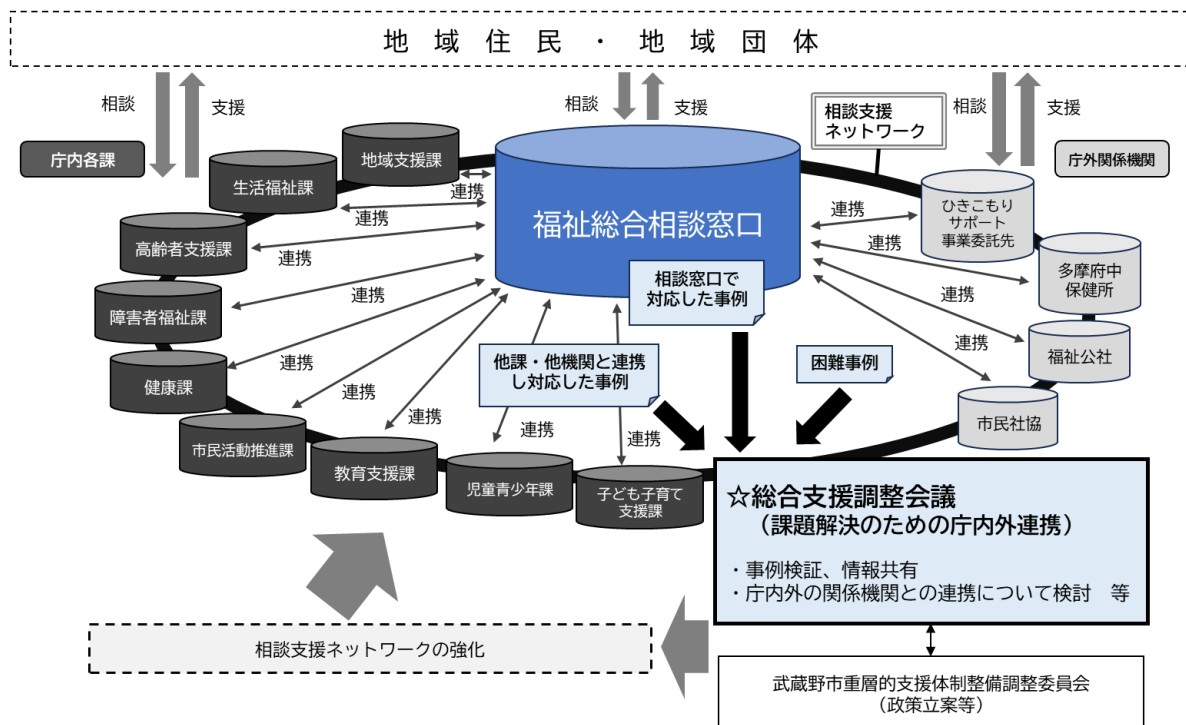 地域住民・地域団体
相談
支援
相談
支援
相談支援
ネットワーク
相談
支援
庁内各課
庁外関係機関
地域支援課
生活福祉課
高齢者支援課
障害者福祉課
健康課
市民活動推進課
教育支援課
児童青少年課
子ども子育て
支援課
福祉総合相談窓口
連携
連携
連携
連携
連携
連携
連携
連携
連携
連携
連携
連携
連携
ひきこもり
サポート
事業委託先
多摩府中
保健所
福祉公社
市民社協
相談窓口で
対応した事例
他課・他機関と連携
し対応した事例
困難事例
☆総合支援調整会議
（課題解決のための庁内外連携）
・事例検証、情報共有
・庁内外の関係機関との連携について検討　等
相談支援ネットワークの強化
武蔵野市重層的支援体制整備調整委員会
（政策立案等）